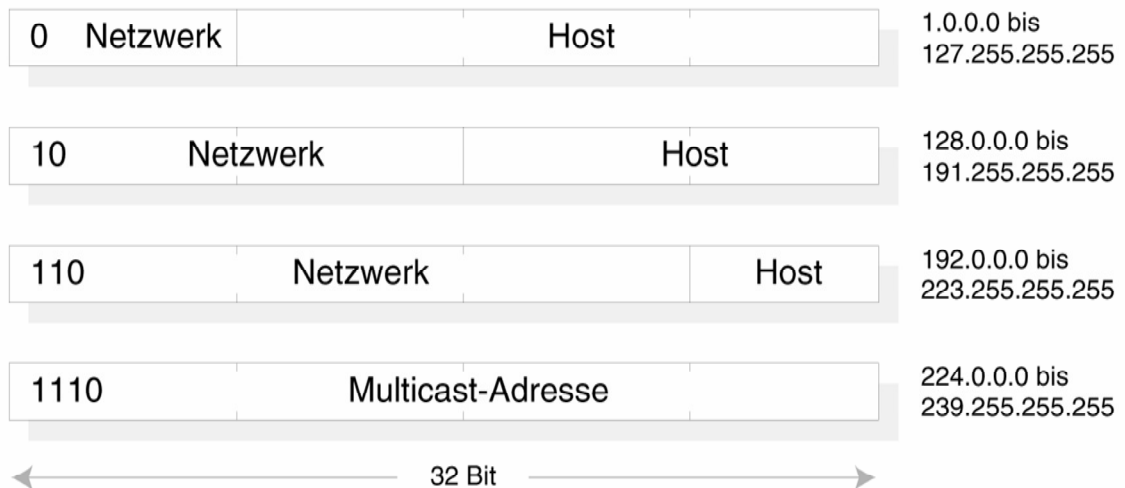 0 Netzwerk Host
1.0.0.0 bis
127.255.255.255
10 Netzwerk Host
128.0.0.0 bis
191.255.255.255
110 Netzwerk Host
192.0.0.0 bis
223.255.255.255
1110 Multicast-Adresse
224.0.0.0 bis
239.255.255.255
32 Bit